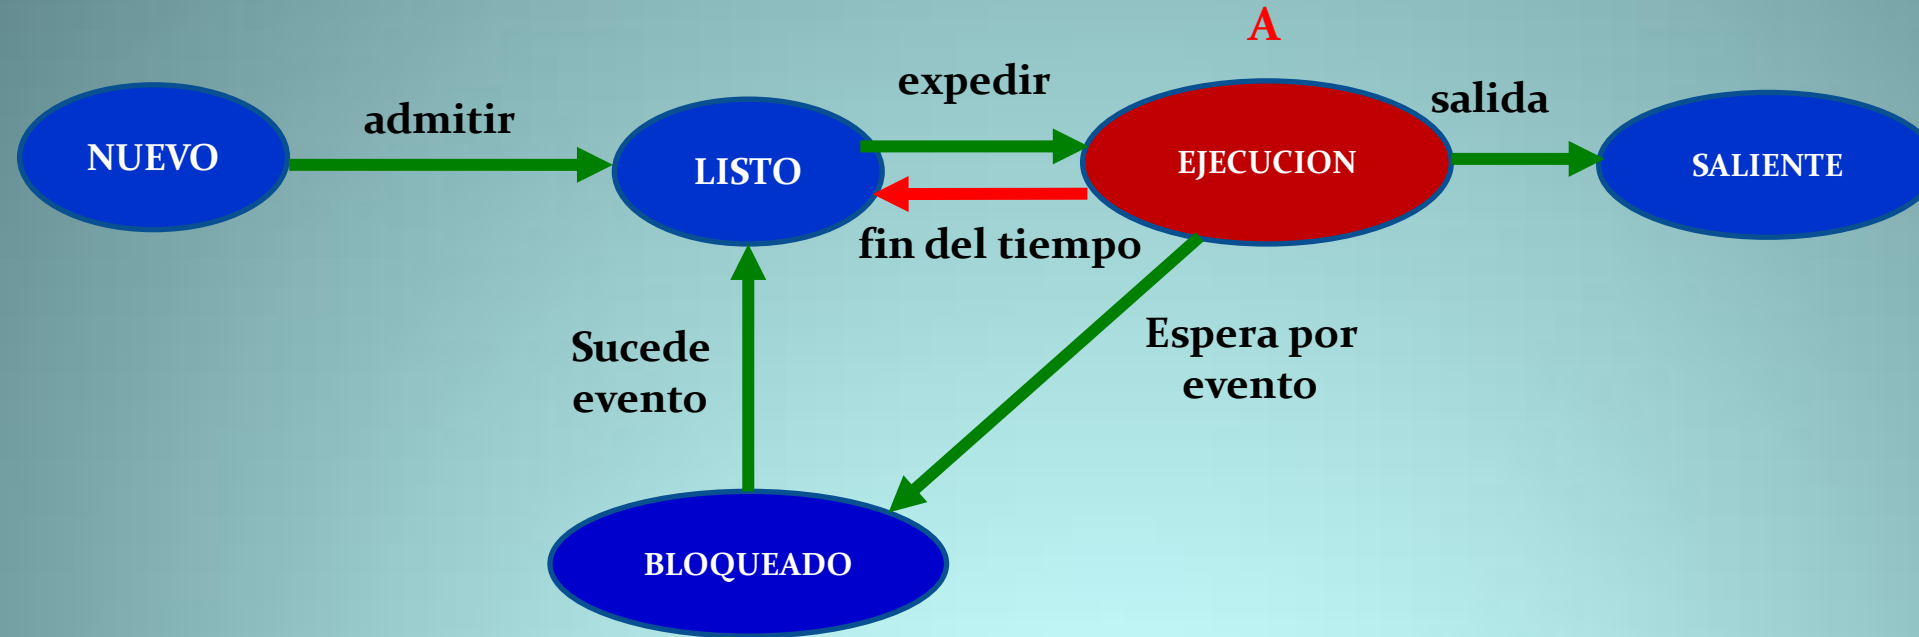 A
expedir
salida
admitir
NUEVO
LISTO
EJECUCION
SALIENTE
fin del tiempo
Sucede
evento
Espera por
evento
BLOQUEADO